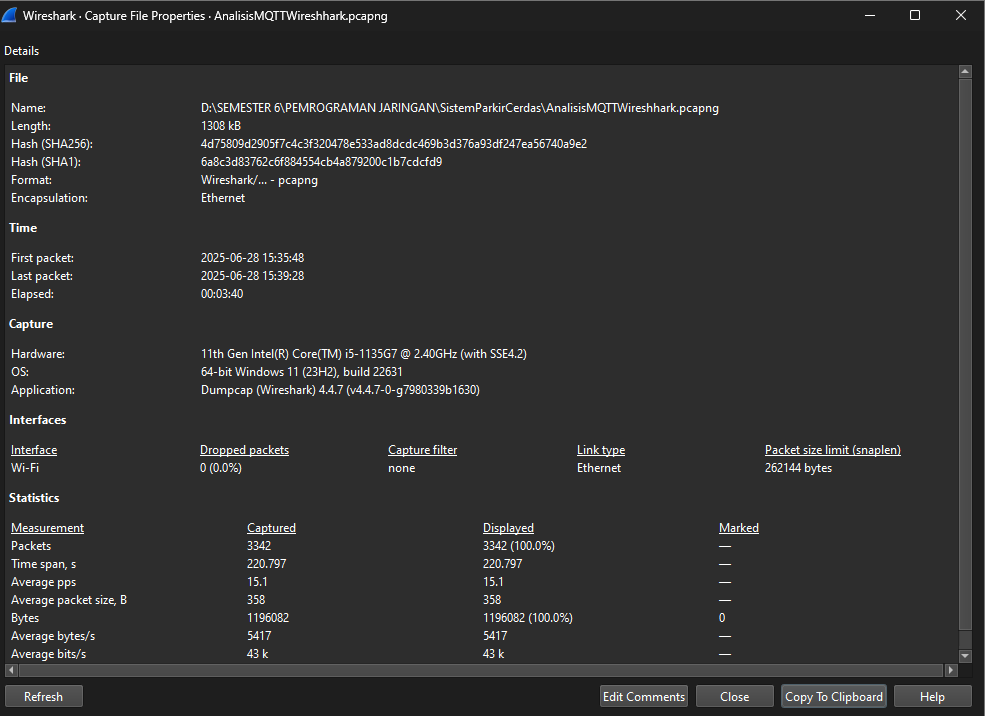 Wireshark · Capture File Properties · AnalisisMQTTWireshhark.pcapng
Details
File
Name: D:\SEMESTER 6\PEMROGRAMAN JARINGAN\SistemParkirCerdas\AnalisisMQTTWireshhark.pcapng
Length: 1308 kB
Hash (SHA256): 4d75809d2905f7c4c3f320478e533ad8dcdc469b3d376a93df247ea56740a9e2
Hash (SHA1): 6a8c3d83762c6f884554cb4a879200c1b7cdcfd9
Format: Wireshark/... - pcapng
Encapsulation: Ethernet
Time
First packet: 2025-06-28 15:35:48
Last packet: 2025-06-28 15:39:28
Elapsed: 00:03:40
Capture
Hardware: 11th Gen Intel(R) Core(TM) i5-1135G7 @ 2.40GHz (with SSE4.2)
OS: 64-bit Windows 11 (23H2), build 22631
Application: Dumpcap (Wireshark) 4.4.7 (v4.4.7-0-g7980339b1630)
Interfaces
Interface Dropped packets Capture filter Link type Packet size limit (snaplen)
Wi-Fi 0 (0.0%) none Ethernet 262144 bytes
Statistics
Measurement Captured Displayed Marked
Packets 3342 3342 (100.0%) —
Time span, s 220.797 220.797 —
Average pps 15.1 15.1 —
Average packet size, B 358 358 —
Bytes 1196082 1196082 (100.0%) 0
Average bytes/s 5417 5417 —
Average bits/s 43 k 43 k —
Refresh Edit Comments Close Copy To Clipboard Help